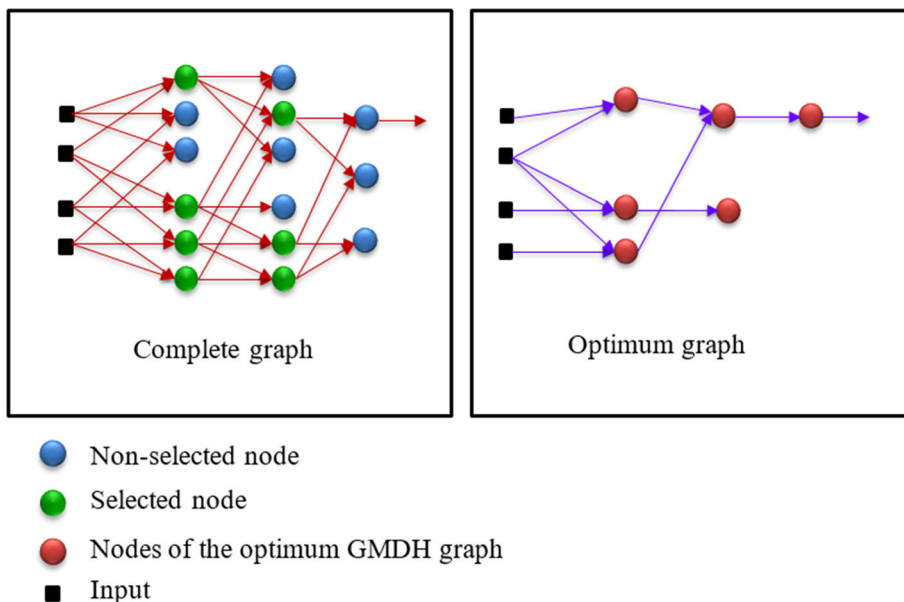 Complete graph
Optimum graph
Non-selected node
Selected node
Nodes of the optimum GMDH graph
Input